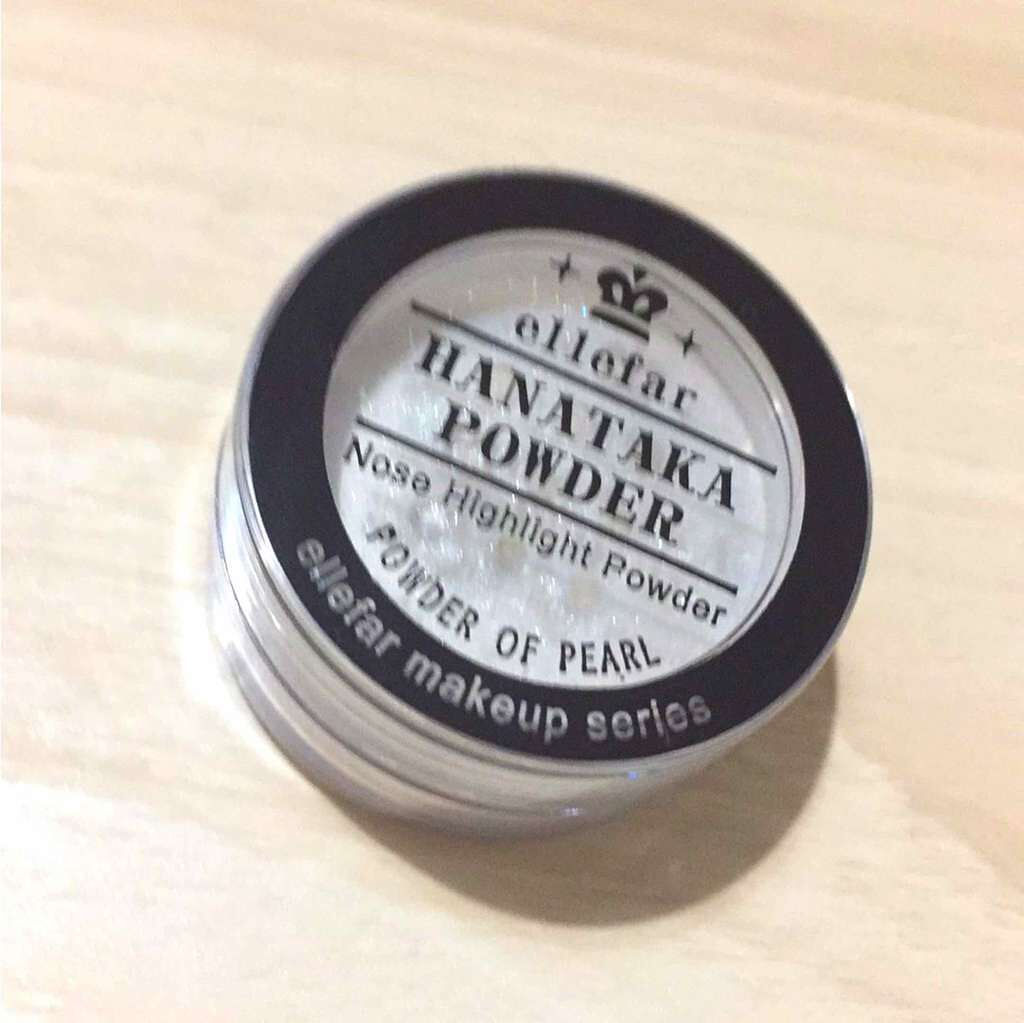 ellefar
HANATAKA
POWDER
Nose Highlight Powder
POWDER OF PEARL
ellefar makeup series